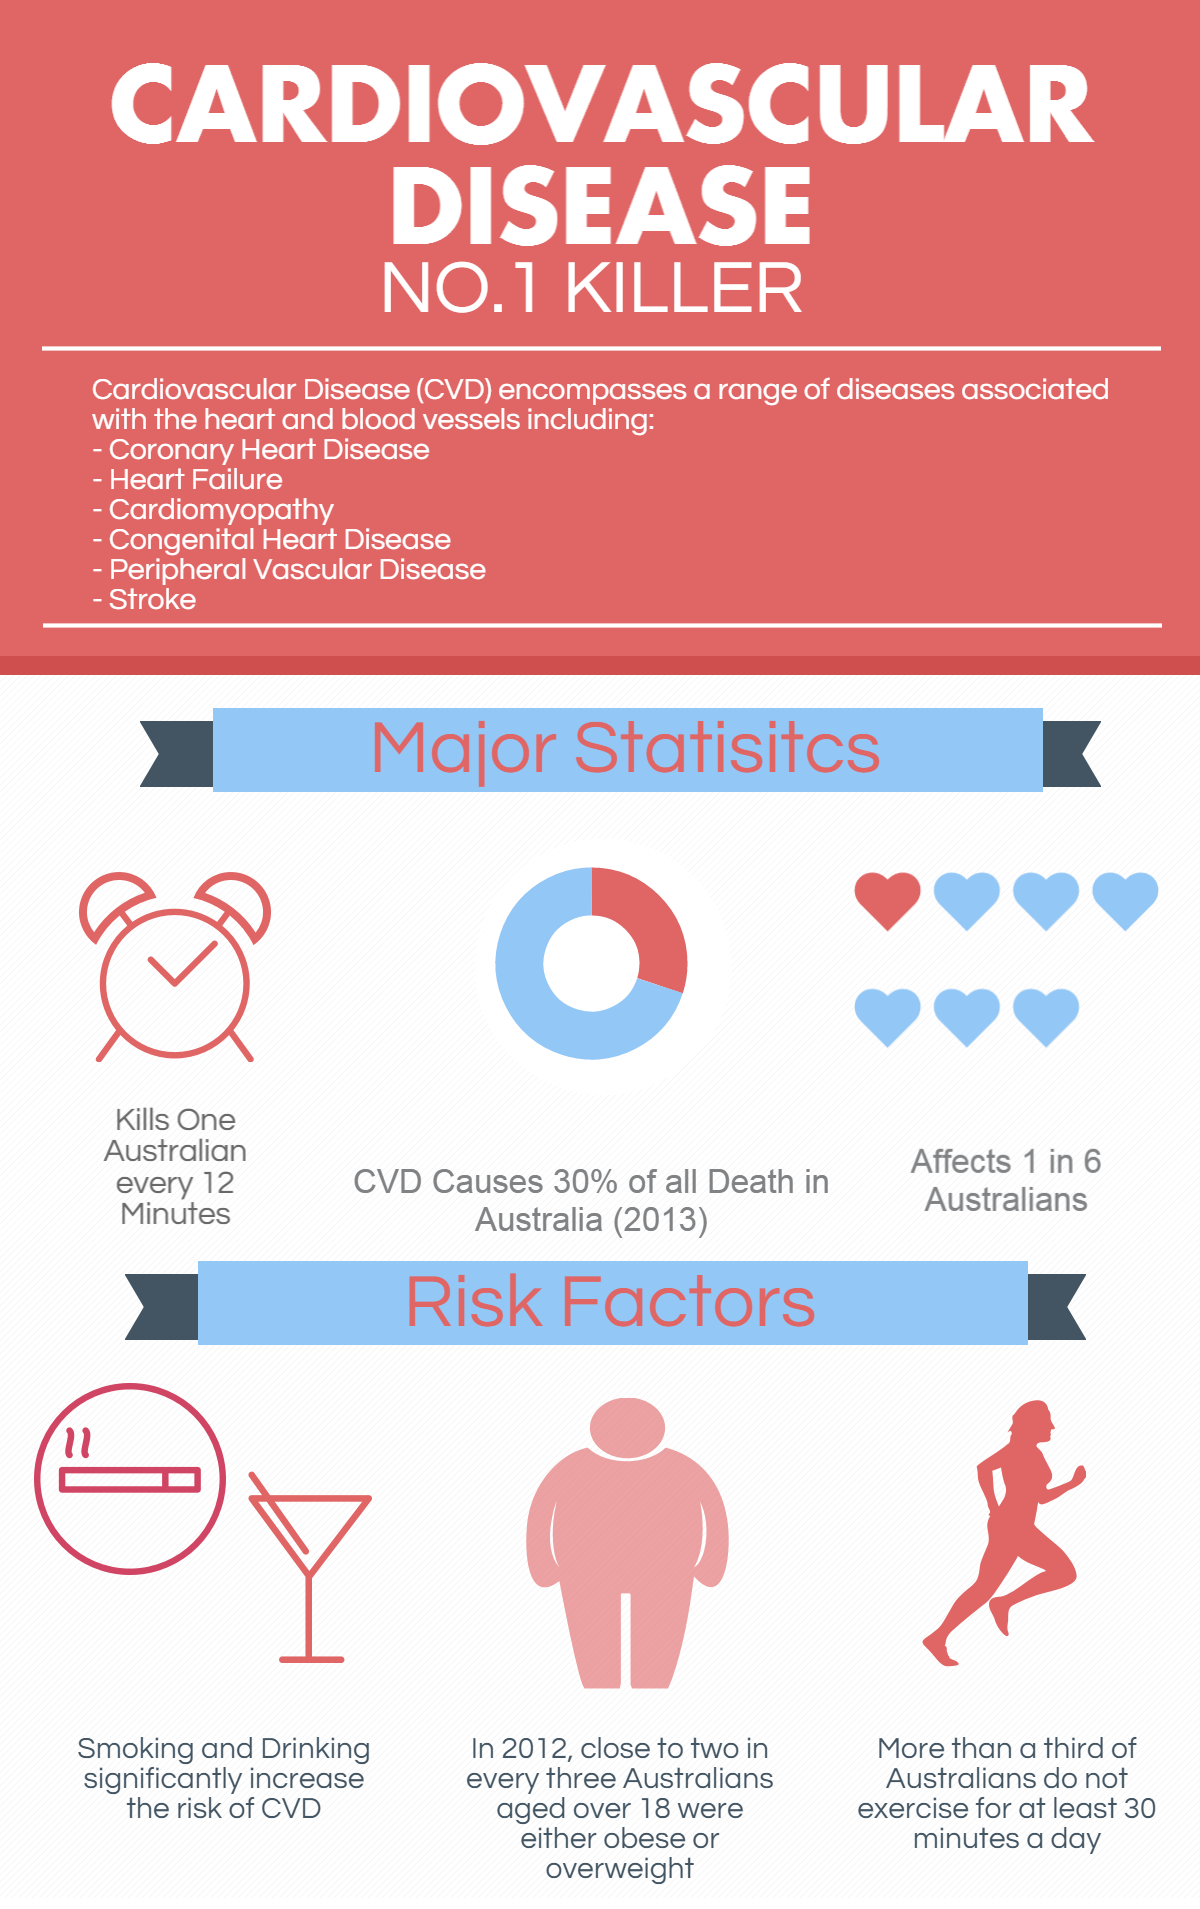 CARDIOVASCULAR
DISEASE
NO.1 KILLER
Cardiovascular Disease (CVD) encompasses a range of diseases associated
with the heart and blood vessels including:
- Coronary Heart Disease
- Heart Failure
- Cardiomyopathy
- Congenital Heart Disease
- Peripheral Vascular Disease
- Stroke
Major Statisitcs
Kills One
Australian
every 12
Minutes
CVD Causes 30% of all Death in
Australia (2013)
Affects 1 in 6
Australians
Risk Factors
Smoking and Drinking
significantly increase
the risk of CVD
In 2012, close to two in
every three Australians
aged over 18 were
either obese or
overweight
More than a third of
Australians do not
exercise for at least 30
minutes a day